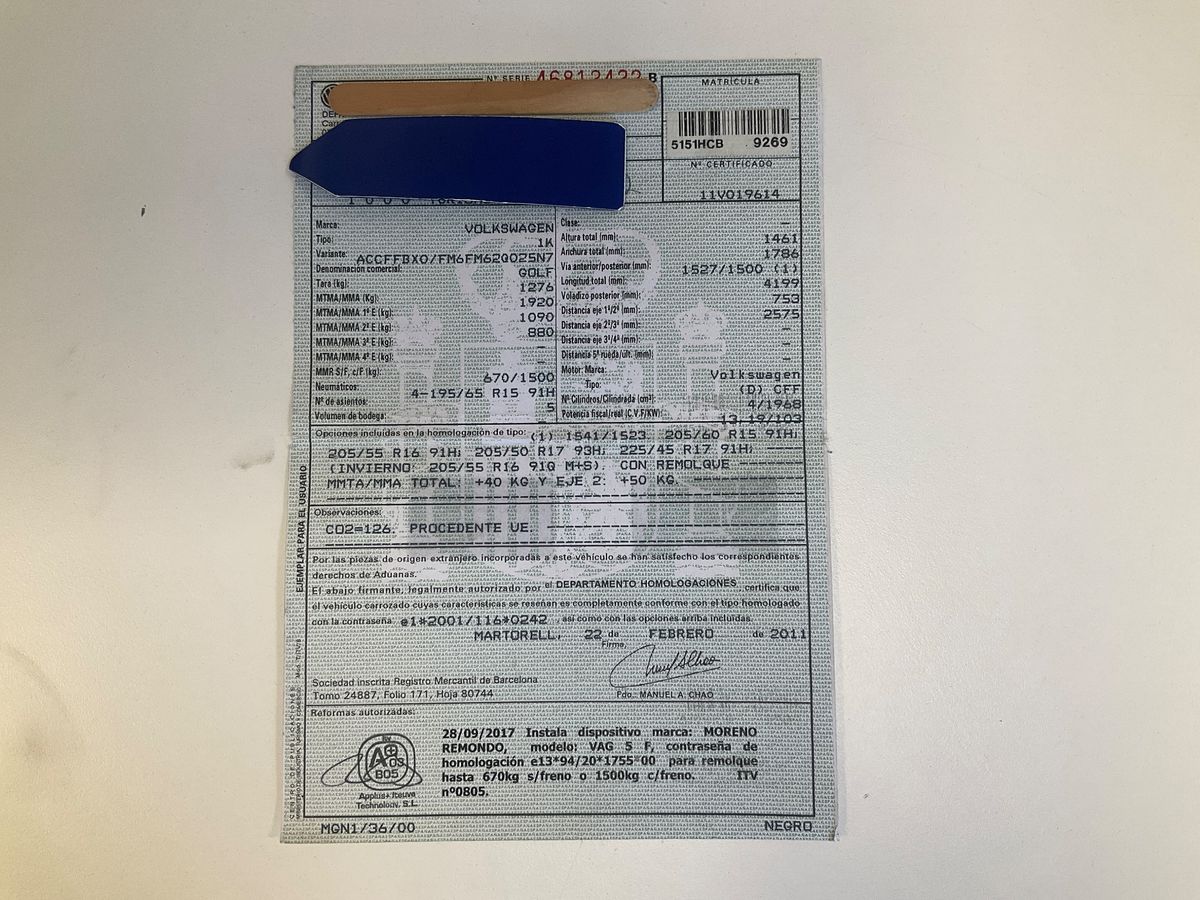 Nº SERIE 46813432 B
MATRÍCULA
5151HCB 9269
Nº CERTIFICADO
11V019614
Marca: VOLKSWAGEN
Tipo: 1K
Variante: ACCFFBX0/FM6FM62Q025N7
Denominación comercial: GOLF
Tara (kg): 1276
MTMA/MMA (Kg): 1920
MTMA/MMA 1º E (kg): 1090
MTMA/MMA 2º E (kg): 880
MTMA/MMA 3º E (kg): –
MTMA/MMA 4º E (kg): –
MMR S/F, c/F (kg): 670/1500
Neumáticos: 4-195/65 R15 91H
Nº de asientos: 5
Volumen de bodega: –
Clase: –
Altura total (mm): 1461
Anchura total (mm): 1786
Vía anterior/posterior (mm): 1527/1500 (1)
Longitud total (mm): 4199
Voladizo posterior (mm): 753
Distancia eje 1º/2º (mm): 2575
Distancia eje 2º/3º (mm): –
Distancia eje 3º/4º (mm): –
Distancia 5ª rueda/últ. (mm): –
Motor: Marca: Volkswagen
Tipo: (D) CFF
Nº Cilindros/Cilindrada (cm³): 4/1968
Potencia fiscal/real (C.V.F/KW): 13,19/103
Opciones incluidas en la homologación de tipo: (1) 1541/1523. 205/60 R15 91H;
205/55 R16 91H; 205/50 R17 93H; 225/45 R17 91H;
(INVIERNO: 205/55 R16 91Q M+S). CON REMOLQUE
MMTA/MMA TOTAL: +40 KG Y EJE 2: +50 KG.
Observaciones:
CO2=126. PROCEDENTE UE.
Por las piezas de origen extranjero incorporadas a este vehículo se han satisfecho los correspondientes
derechos de Aduanas.
El abajo firmante, legalmente autorizado por el DEPARTAMENTO HOMOLOGACIONES certifica que
el vehículo carrozado cuyas características se reseñan es completamente conforme con el tipo homologado
con la contraseña e1*2001/116*0242 , así como con las opciones arriba incluidas.
MARTORELL, 22 de FEBRERO de 2011
Firma:
Fdo.: MANUEL A. CHAO
Sociedad inscrita Registro Mercantil de Barcelona
Tomo 24887, Folio 171, Hoja 80744
Reformas autorizadas:
28/09/2017 Instala dispositivo marca: MORENO
REMONDO, modelo: VAG 5 F, contraseña de
homologación e13*94/20*1755*00 para remolque
hasta 670kg s/freno o 1500kg c/freno. ITV
nº0805.
Applus+ Iteuve
Technology, S.L.
MGN1/36/00
NEGRO
EJEMPLAR PARA EL USUARIO